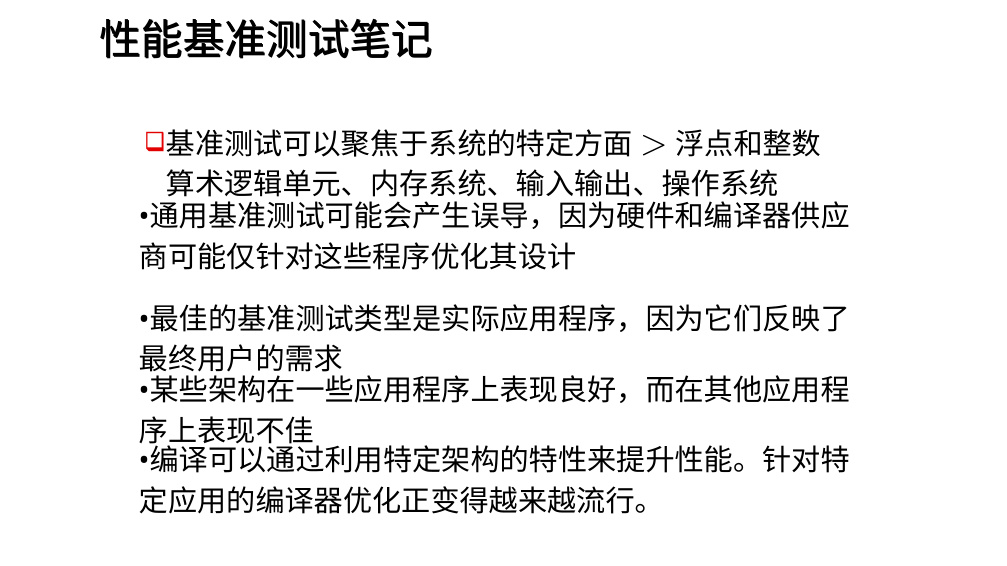 性能基准测试笔记
❑基准测试可以聚焦于系统的特定方面 ＞ 浮点和整数
算术逻辑单元、内存系统、输入输出、操作系统
•通用基准测试可能会产生误导，因为硬件和编译器供应
商可能仅针对这些程序优化其设计
•最佳的基准测试类型是实际应用程序，因为它们反映了
最终用户的需求
•某些架构在一些应用程序上表现良好，而在其他应用程
序上表现不佳
•编译可以通过利用特定架构的特性来提升性能。针对特
定应用的编译器优化正变得越来越流行。